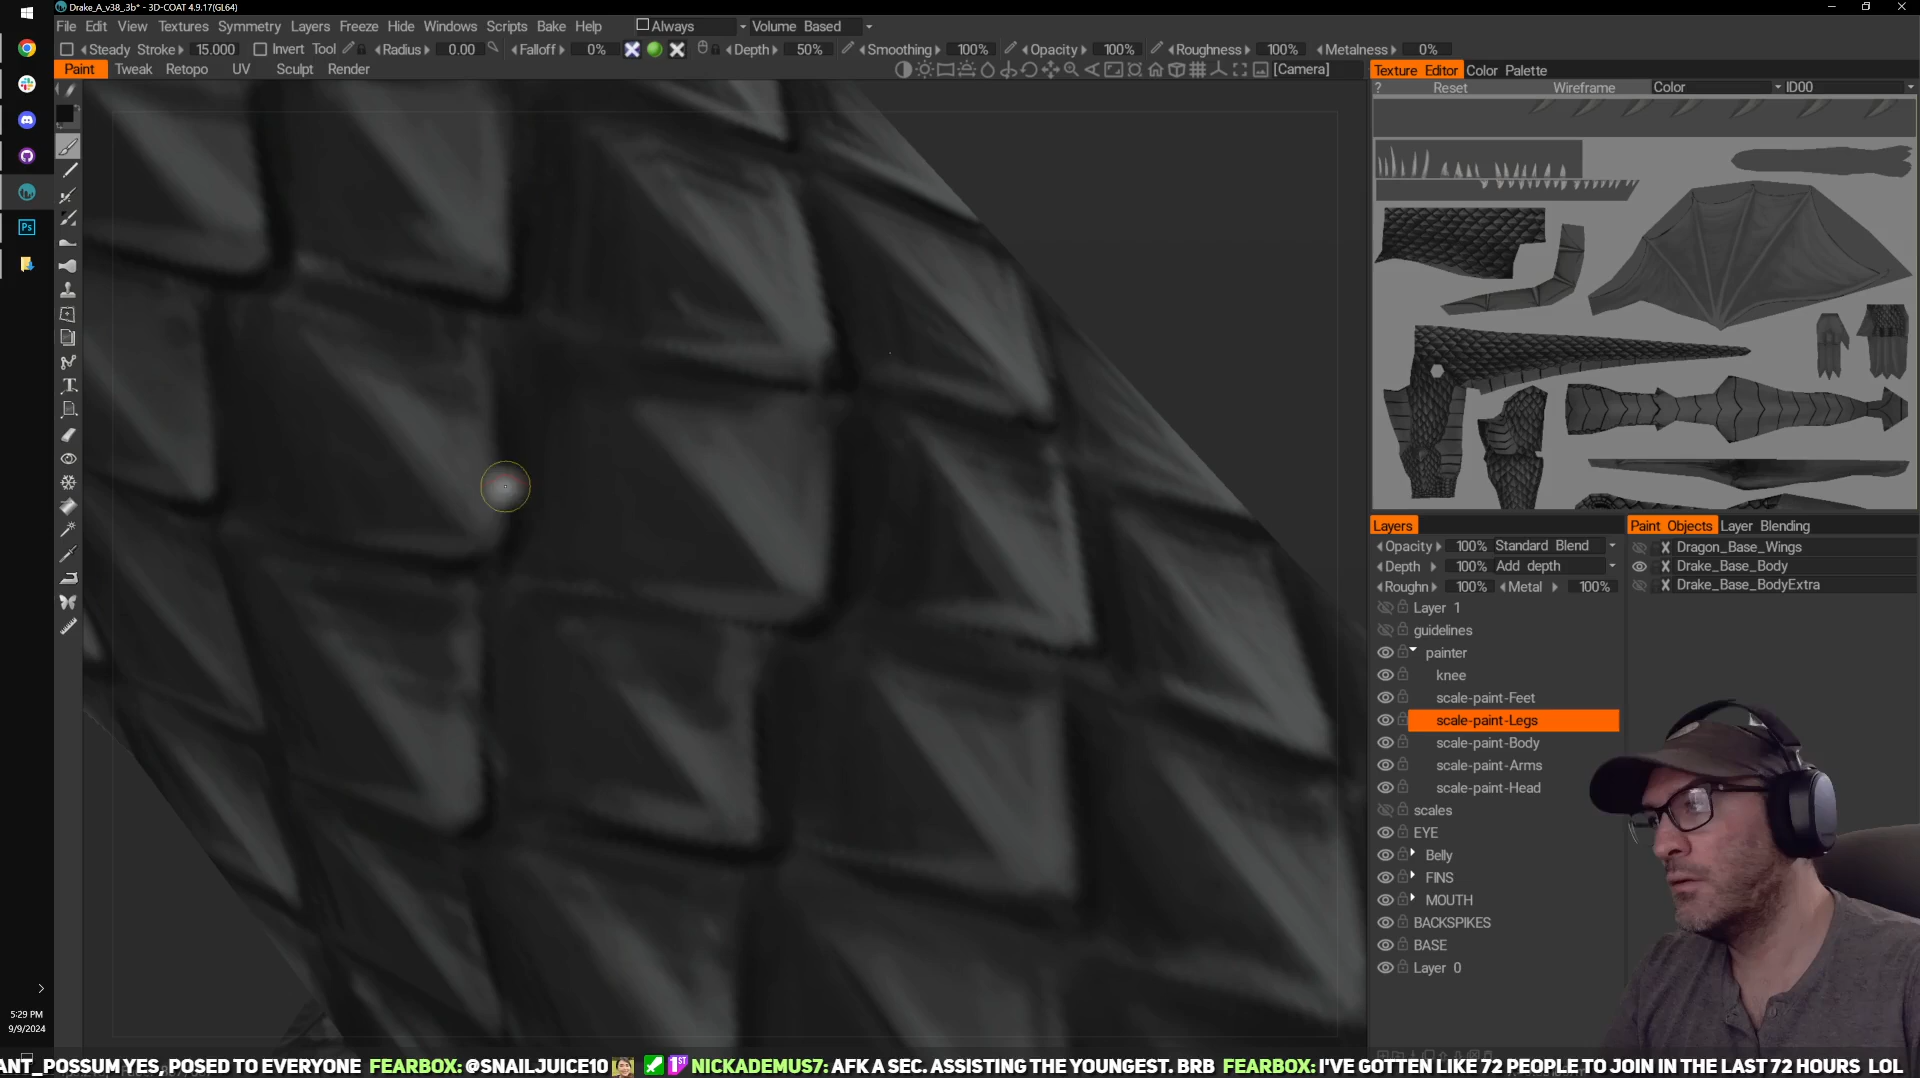 Drake_A_v38_.3b* - 3D-COAT 4.9.17(GL64)
File Edit View Textures Symmetry Layers Freeze Hide Windows Scripts Bake Help Always Volume Based
Steady Stroke 15.000 Invert Tool Radius 0.00 Falloff 0% Depth 50% Smoothing 100% Opacity 100% Roughness 100% Metalness 0%
Paint Tweak Retopo UV Sculpt Render [Camera]
Texture Editor Color Palette
? Reset Wireframe Color ID00
Layers
Opacity 100% Standard Blend
Depth 100% Add depth
Roughn 100% Metal 100%
Layer 1
guidelines
painter
knee
scale-paint-Feet
scale-paint-Legs
scale-paint-Body
scale-paint-Arms
scale-paint-Head
scales
EYE
Belly
FINS
MOUTH
BACKSPIKES
BASE
Layer 0
Paint Objects Layer Blending
Dragon_Base_Wings
Drake_Base_Body
Drake_Base_BodyExtra
Ps
5:29 PM
9/9/2024
ANT_POSSUM YES, POSED TO EVERYONE FEARBOX: @SNAILJUICE10 1ST NICKADEMUS7: AFK A SEC. ASSISTING THE YOUNGEST. BRB FEARBOX: I'VE GOTTEN LIKE 72 PEOPLE TO JOIN IN THE LAST 72 HOURS LOL